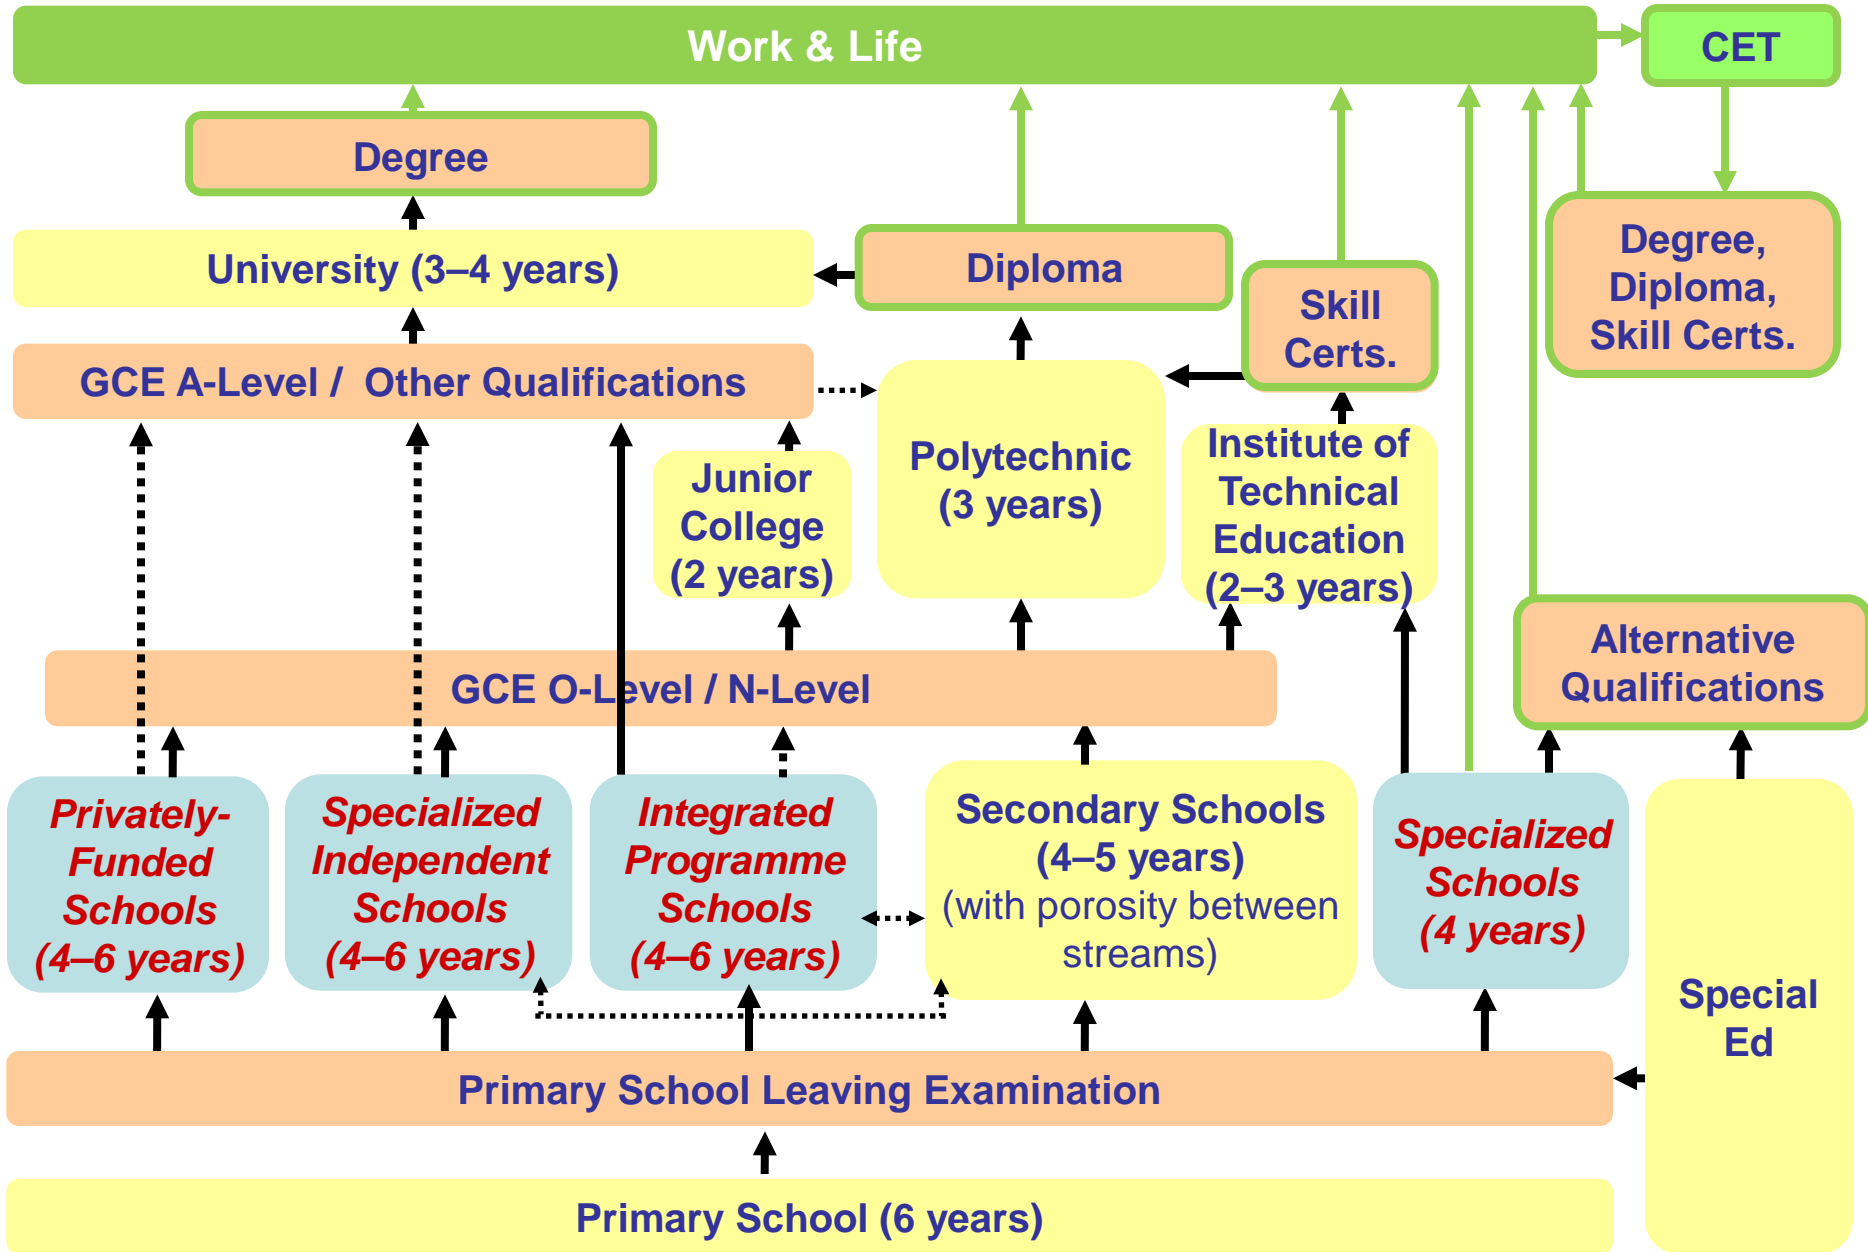 Work & Life
CET
Degree
Degree,
Diploma,
Skill Certs.
University (3–4 years)
Diploma
Skill
Certs.
GCE A-Level / Other Qualifications
Junior
College
(2 years)
Polytechnic
(3 years)
Institute of
Technical
Education
(2–3 years)
Alternative
Qualifications
GCE O-Level / N-Level
Privately-
Funded
Schools
(4–6 years)
Specialized
Independent
Schools
(4–6 years)
Integrated
Programme
Schools
(4–6 years)
Secondary Schools
(4–5 years)
(with porosity between
streams)
Specialized
Schools
(4 years)
Special
Ed
Primary School Leaving Examination
Primary School (6 years)